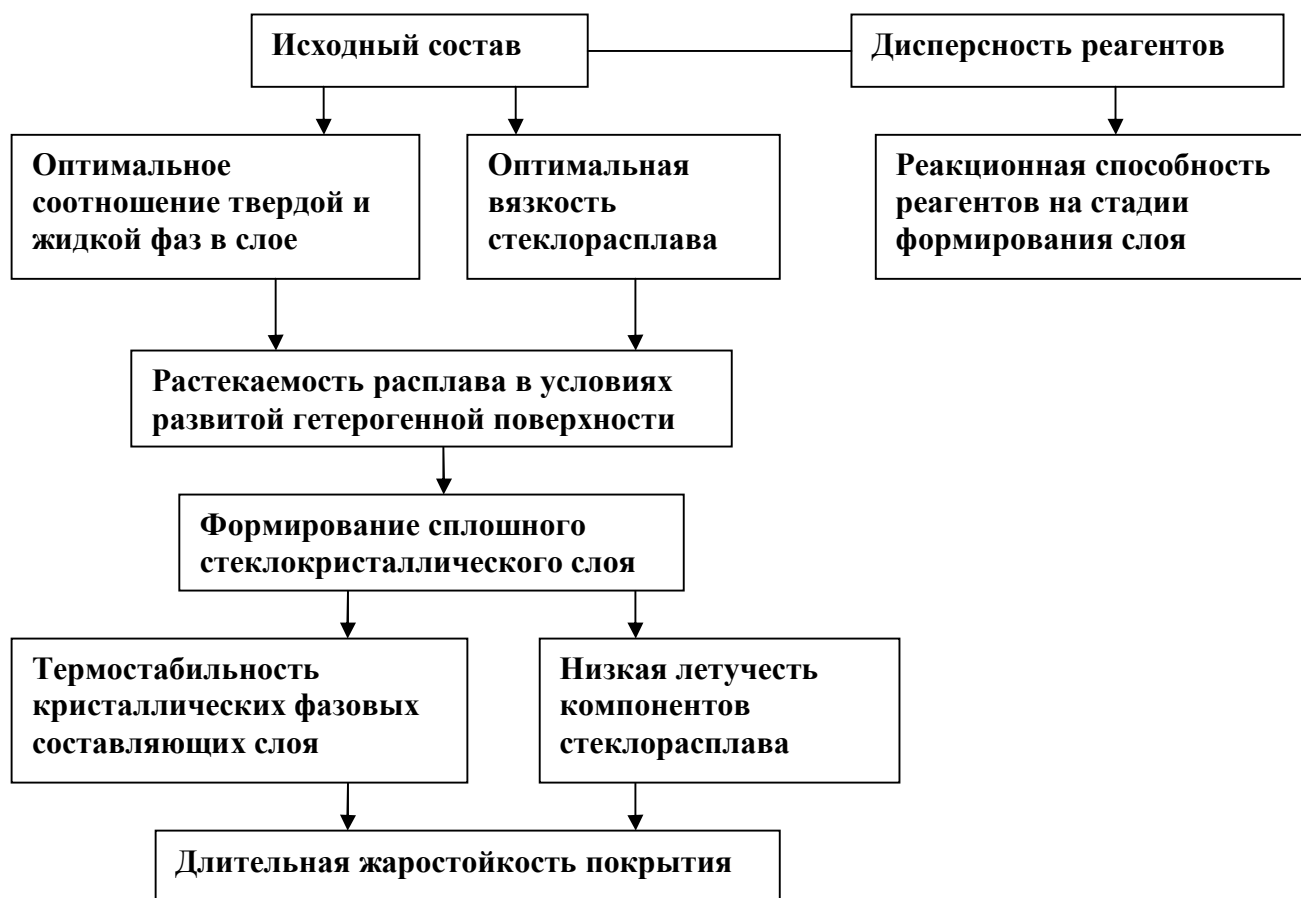 Исходный состав
Дисперсность реагентов
Оптимальное
соотношение твердой и
жидкой фаз в слое
Оптимальная
вязкость
стеклорасплава
Реакционная способность
реагентов на стадии
формирования слоя
Растекаемость расплава в условиях
развитой гетерогенной поверхности
Формирование сплошного
стеклокристаллического слоя
Термостабильность
кристаллических фазовых
составляющих слоя
Низкая летучесть
компонентов
стеклорасплава
Длительная жаростойкость покрытия